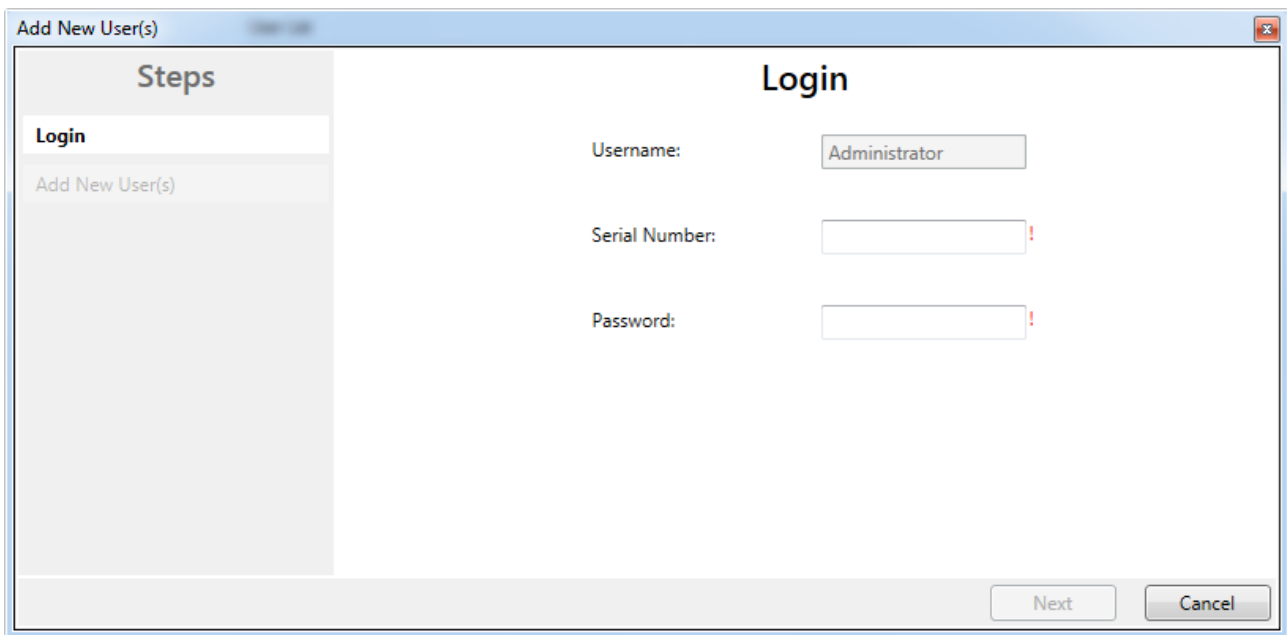 Add New User(s)
Steps
Login
Add New User(s)
Login
Username:
Administrator
Serial Number:
!
Password:
!
Next
Cancel